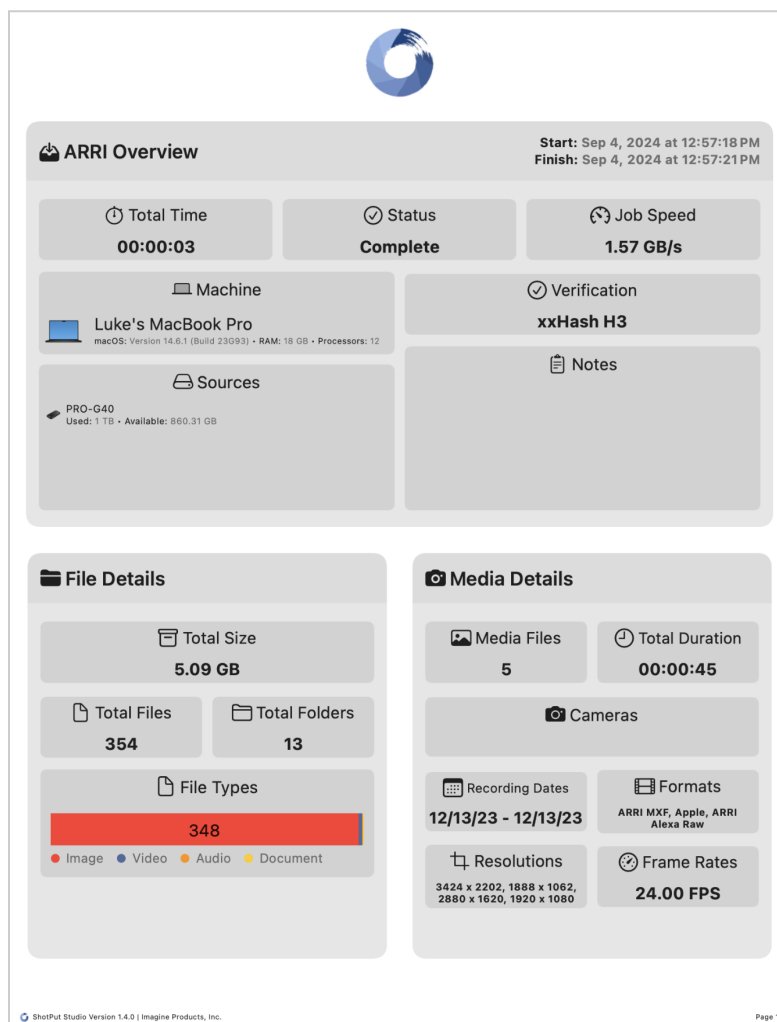 ARRI Overview
Start: Sep 4, 2024 at 12:57:18 PM
Finish: Sep 4, 2024 at 12:57:21 PM
Total Time
00:00:03
Status
Complete
Job Speed
1.57 GB/s
Machine
Luke's MacBook Pro
macOS: Version 14.6.1 (Build 23G93) • RAM: 18 GB • Processors: 12
Verification
xxHash H3
Sources
PRO-G40
Used: 1 TB • Available: 860.31 GB
Notes
File Details
Total Size
5.09 GB
Total Files
354
Total Folders
13
File Types
348
Image Video Audio Document
Media Details
Media Files
5
Total Duration
00:00:45
Cameras
Recording Dates
12/13/23 - 12/13/23
Formats
ARRI MXF, Apple, ARRI
Alexa Raw
Resolutions
3424 x 2202, 1888 x 1062,
2880 x 1620, 1920 x 1080
Frame Rates
24.00 FPS
ShotPut Studio Version 1.4.0 | Imagine Products, Inc.
Page